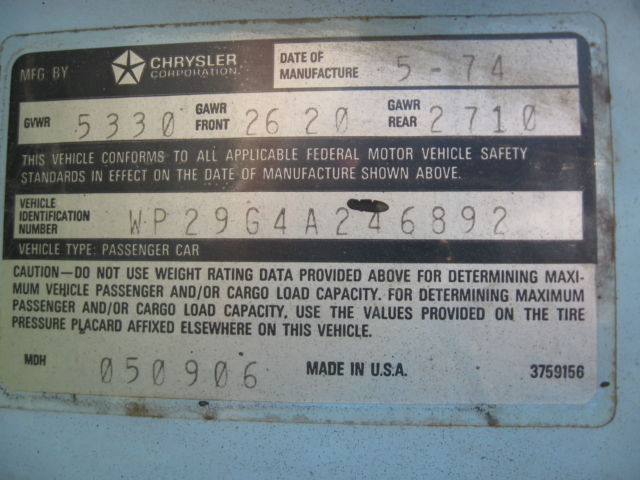 MFG BY CHRYSLER CORPORATION DATE OF MANUFACTURE 5-74
GVWR 5330 GAWR FRONT 2620 GAWR REAR 2710
THIS VEHICLE CONFORMS TO ALL APPLICABLE FEDERAL MOTOR VEHICLE SAFETY
STANDARDS IN EFFECT ON THE DATE OF MANUFACTURE SHOWN ABOVE.
VEHICLE IDENTIFICATION NUMBER WP29G4A246892
VEHICLE TYPE: PASSENGER CAR
CAUTION—DO NOT USE WEIGHT RATING DATA PROVIDED ABOVE FOR DETERMINING MAXI-
MUM VEHICLE PASSENGER AND/OR CARGO LOAD CAPACITY. FOR DETERMINING MAXIMUM
PASSENGER AND/OR CARGO LOAD CAPACITY, USE THE VALUES PROVIDED ON THE TIRE
PRESSURE PLACARD AFFIXED ELSEWHERE ON THIS VEHICLE.
MDH 050906 MADE IN U.S.A. 3759156